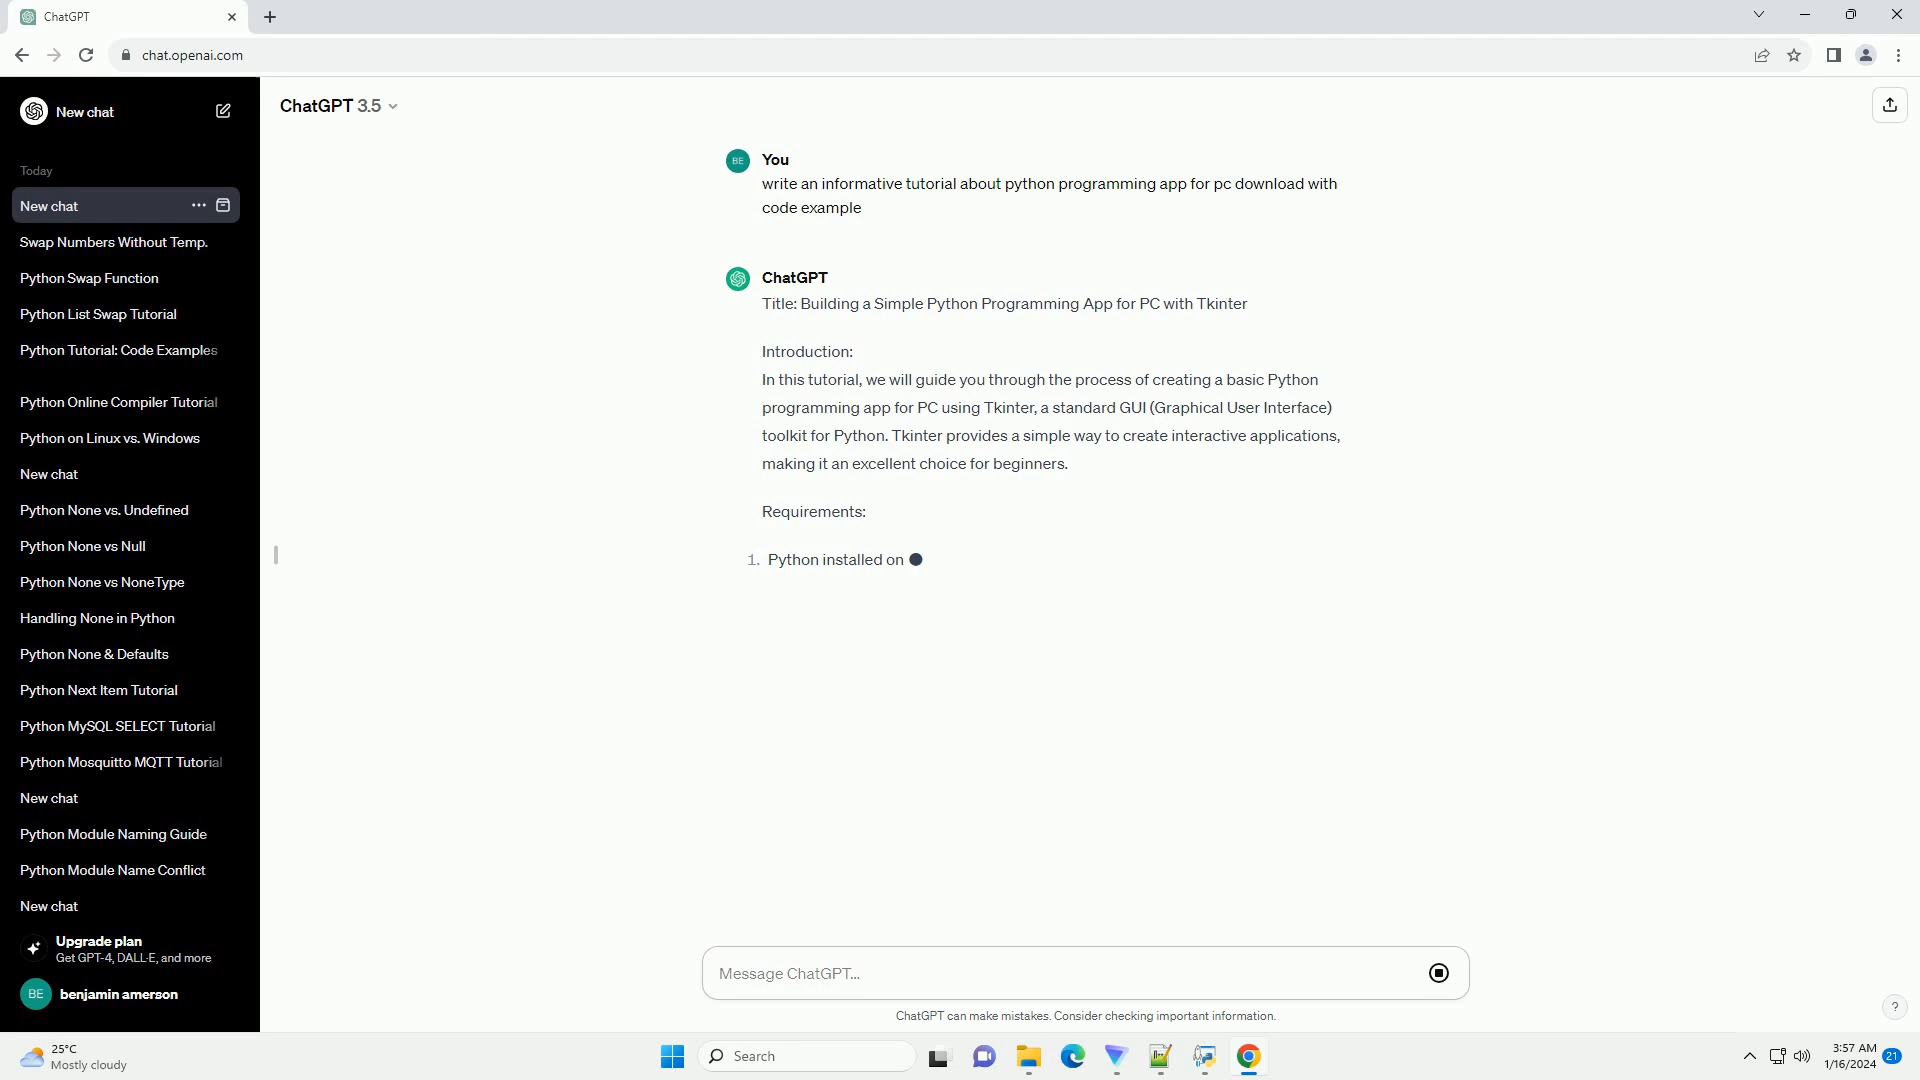 ChatGPT
chat.openai.com
New chat
ChatGPT 3.5
Today
New chat
Swap Numbers Without Temp.
Python Swap Function
Python List Swap Tutorial
Python Tutorial: Code Examples
Python Online Compiler Tutorial
Python on Linux vs. Windows
New chat
Python None vs. Undefined
Python None vs Null
Python None vs NoneType
Handling None in Python
Python None & Defaults
Python Next Item Tutorial
Python MySQL SELECT Tutorial
Python Mosquitto MQTT Tutorial
New chat
Python Module Naming Guide
Python Module Name Conflict
New chat
Upgrade plan
Get GPT-4, DALL·E, and more
BE benjamin amerson
BE You
write an informative tutorial about python programming app for pc download with
code example
ChatGPT
Title: Building a Simple Python Programming App for PC with Tkinter
Introduction:
In this tutorial, we will guide you through the process of creating a basic Python
programming app for PC using Tkinter, a standard GUI (Graphical User Interface)
toolkit for Python. Tkinter provides a simple way to create interactive applications,
making it an excellent choice for beginners.
Requirements:
1. Python installed on
Message ChatGPT...
ChatGPT can make mistakes. Consider checking important information.
?
25°C
Mostly cloudy
Search
3:57 AM
1/16/2024
21